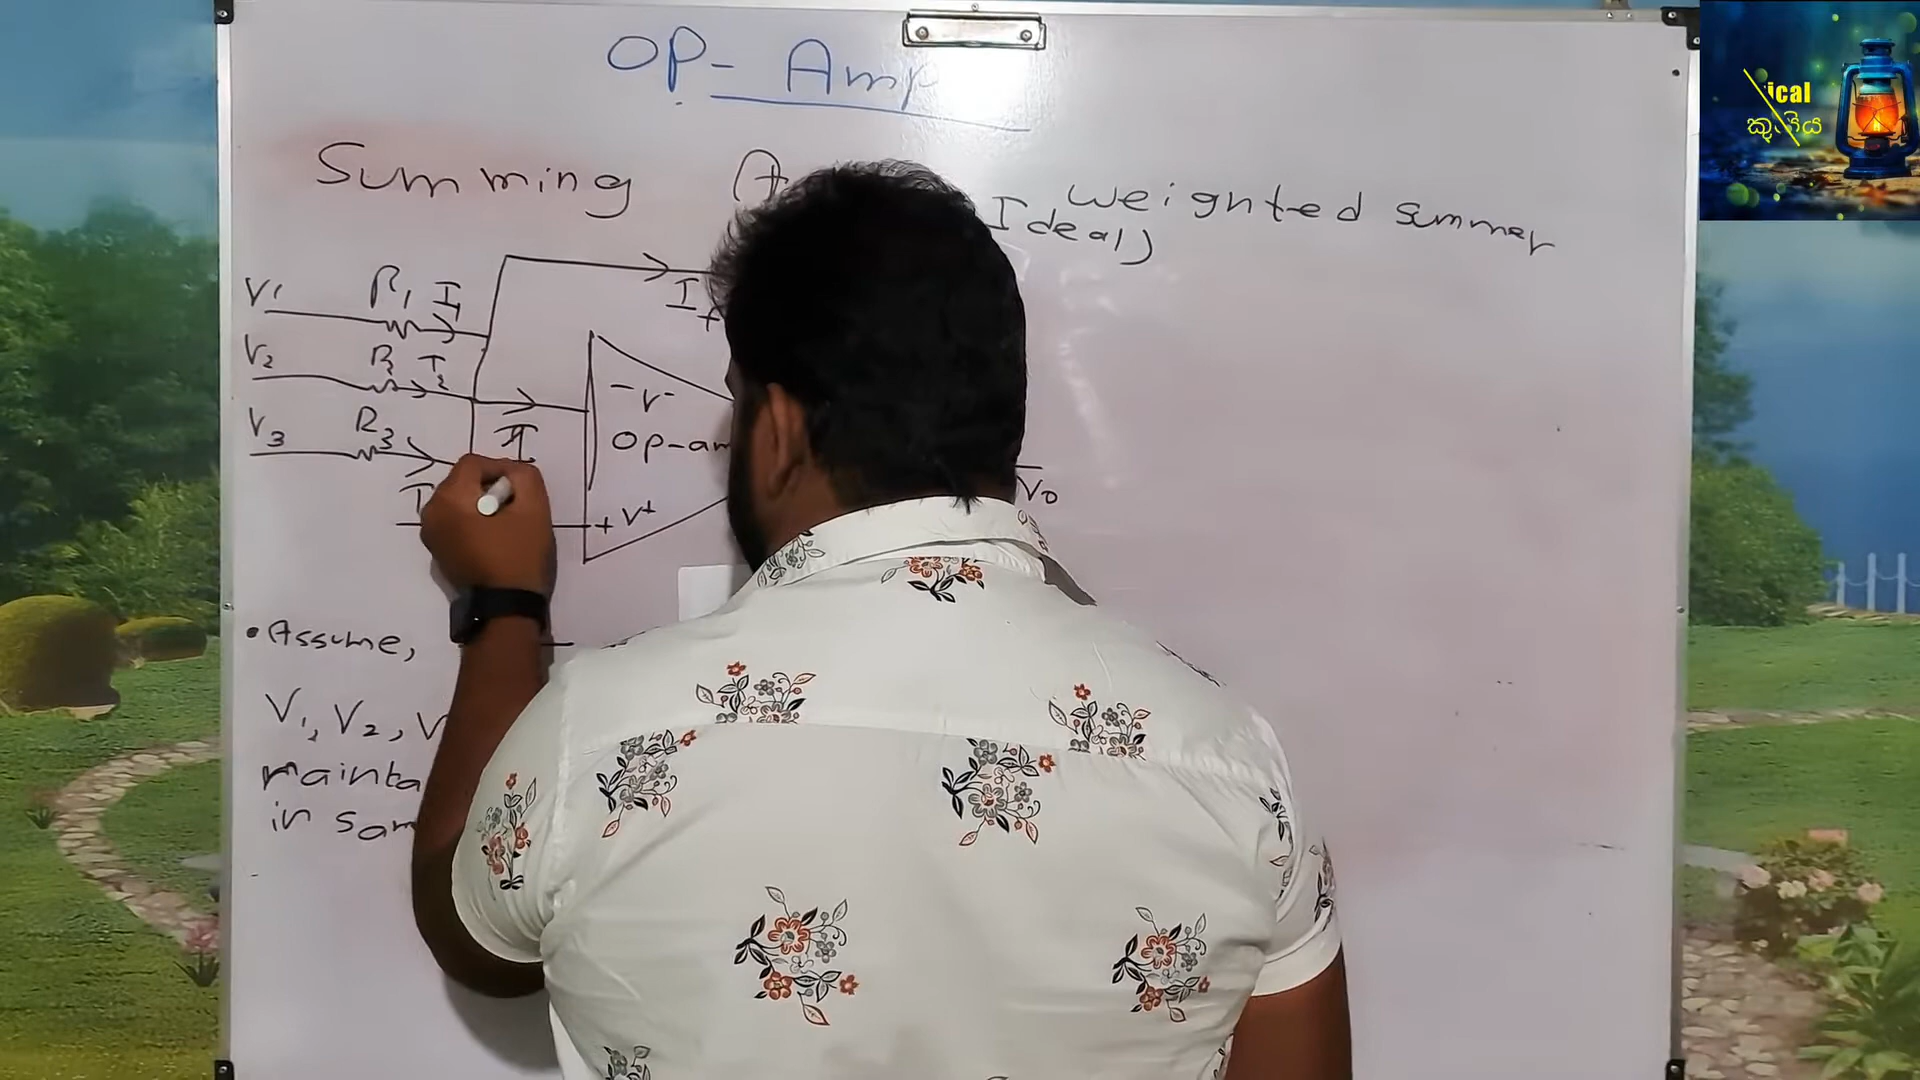 OP- Amp
Summing
weighted summer
Ideal)
V1 R1 I1
If
V2 R2 I2
V3 R3
I
- V-
OP-am
+ V+
Vo
• Assume,
V1, V2, V
mainta
in sam
ical